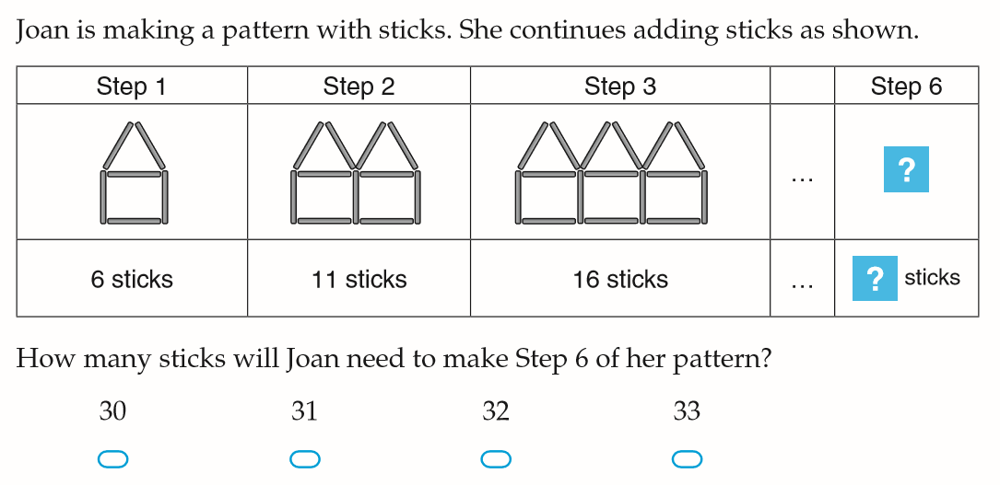 Joan is making a pattern with sticks. She continues adding sticks as shown.
Step 1 Step 2 Step 3 Step 6
... ?
6 sticks 11 sticks 16 sticks ... ? sticks
How many sticks will Joan need to make Step 6 of her pattern?
30 31 32 33